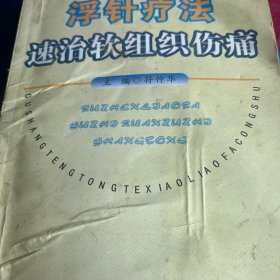 浮针疗法
速治软组织伤痛
主 编 符仲华
FUZHENLIAOFA
SUZHI RUANZUZHI
SHANGTONG
GUSHANGTENGTONGTEXIAOLIAOFACONGSHU